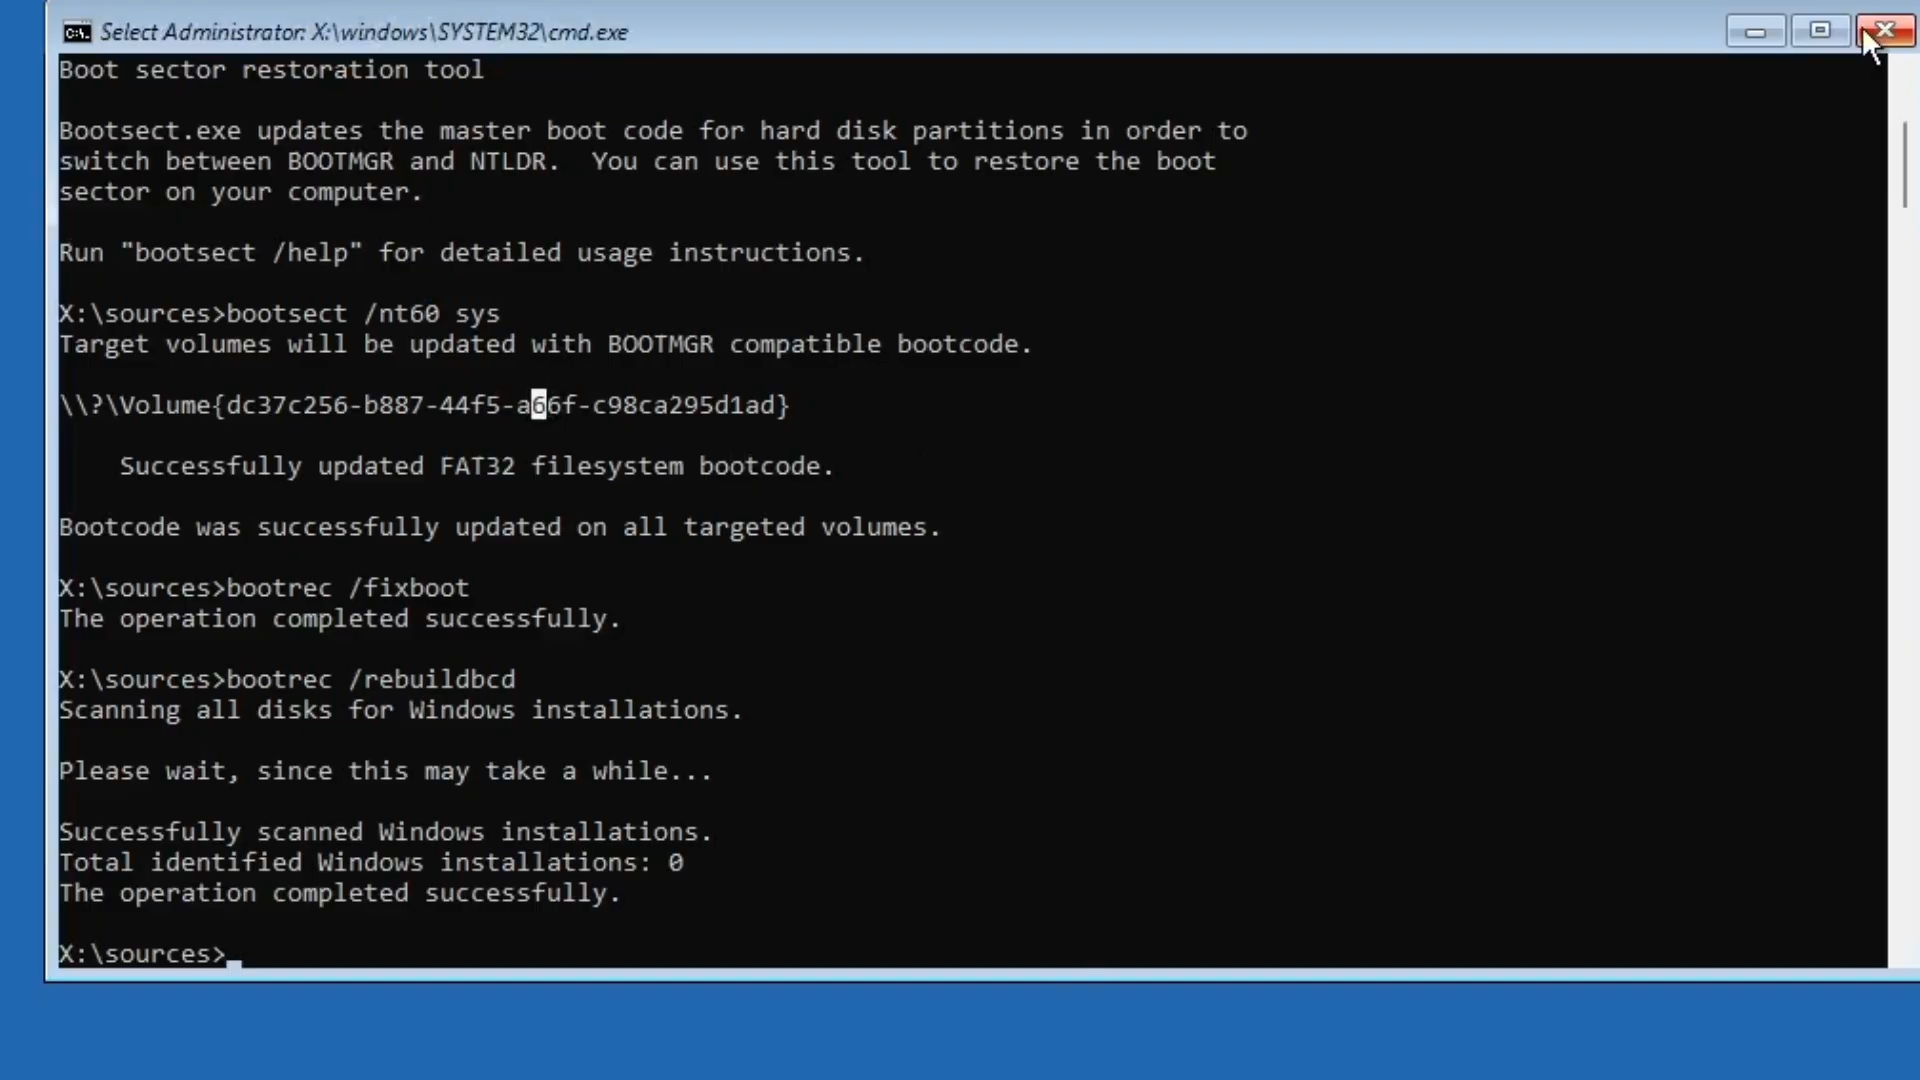 Select Administrator: X:\windows\SYSTEM32\cmd.exe
Boot sector restoration tool
Bootsect.exe updates the master boot code for hard disk partitions in order to
switch between BOOTMGR and NTLDR.  You can use this tool to restore the boot
sector on your computer.
Run "bootsect /help" for detailed usage instructions.
X:\sources>bootsect /nt60 sys
Target volumes will be updated with BOOTMGR compatible bootcode.
\\?\Volume{dc37c256-b887-44f5-a66f-c98ca295d1ad}
Successfully updated FAT32 filesystem bootcode.
Bootcode was successfully updated on all targeted volumes.
X:\sources>bootrec /fixboot
The operation completed successfully.
X:\sources>bootrec /rebuildbcd
Scanning all disks for Windows installations.
Please wait, since this may take a while...
Successfully scanned Windows installations.
Total identified Windows installations: 0
The operation completed successfully.
X:\sources>